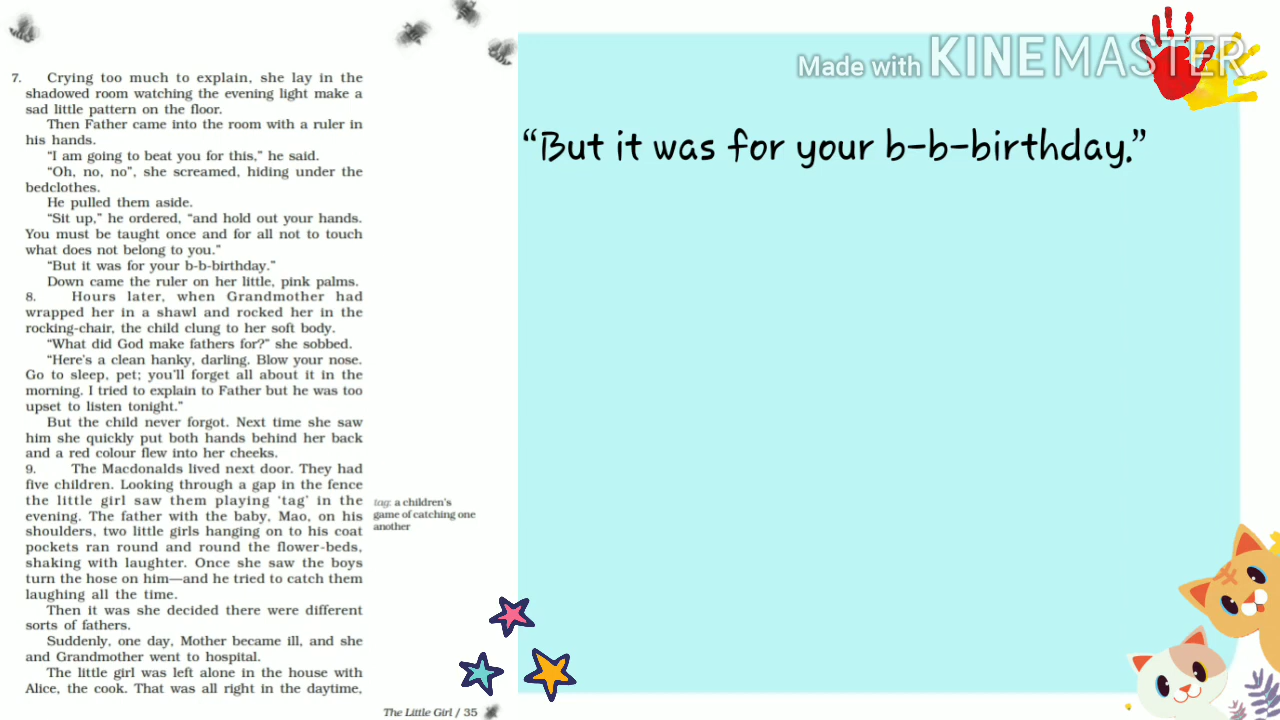 7. Crying too much to explain, she lay in the
shadowed room watching the evening light make a
sad little pattern on the floor.
Then Father came into the room with a ruler in
his hands.
“I am going to beat you for this,” he said.
“Oh, no, no”, she screamed, hiding under the
bedclothes.
He pulled them aside.
“Sit up,” he ordered, “and hold out your hands.
You must be taught once and for all not to touch
what does not belong to you.”
“But it was for your b-b-birthday.”
Down came the ruler on her little, pink palms.
8. Hours later, when Grandmother had
wrapped her in a shawl and rocked her in the
rocking-chair, the child clung to her soft body.
“What did God make fathers for?” she sobbed.
“Here’s a clean hanky, darling. Blow your nose.
Go to sleep, pet; you’ll forget all about it in the
morning. I tried to explain to Father but he was too
upset to listen tonight.”
But the child never forgot. Next time she saw
him she quickly put both hands behind her back
and a red colour flew into her cheeks.
9. The Macdonalds lived next door. They had
five children. Looking through a gap in the fence
the little girl saw them playing ‘tag’ in the
evening. The father with the baby, Mao, on his
shoulders, two little girls hanging on to his coat
pockets ran round and round the flower-beds,
shaking with laughter. Once she saw the boys
turn the hose on him—and he tried to catch them
laughing all the time.
Then it was she decided there were different
sorts of fathers.
Suddenly, one day, Mother became ill, and she
and Grandmother went to hospital.
The little girl was left alone in the house with
Alice, the cook. That was all right in the daytime,
tag: a children’s
game of catching one
another
The Little Girl / 35
Made with KINEMASTER
“But it was for your b-b-birthday.”